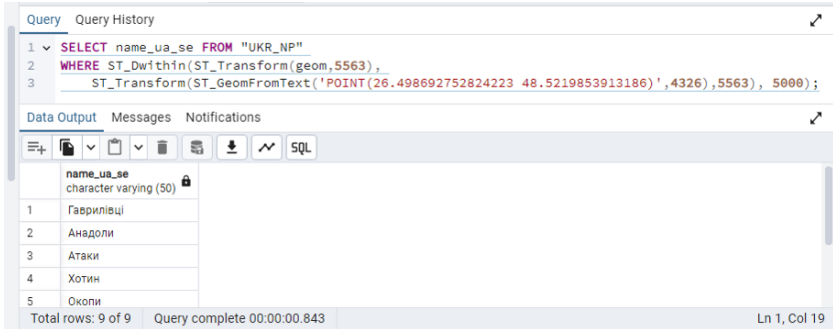 Query Query History
1 SELECT name_ua_se FROM "UKR_NP"
2 WHERE ST_Dwithin(ST_Transform(geom,5563),
3 ST_Transform(ST_GeomFromText('POINT(26.498692752824223 48.5219853913186)',4326),5563), 5000);
Data Output Messages Notifications
SQL
name_ua_se
character varying (50)
1 Гаврилівці
2 Анадоли
3 Атаки
4 Хотин
5 Окопи
Total rows: 9 of 9 Query complete 00:00:00.843 Ln 1, Col 19